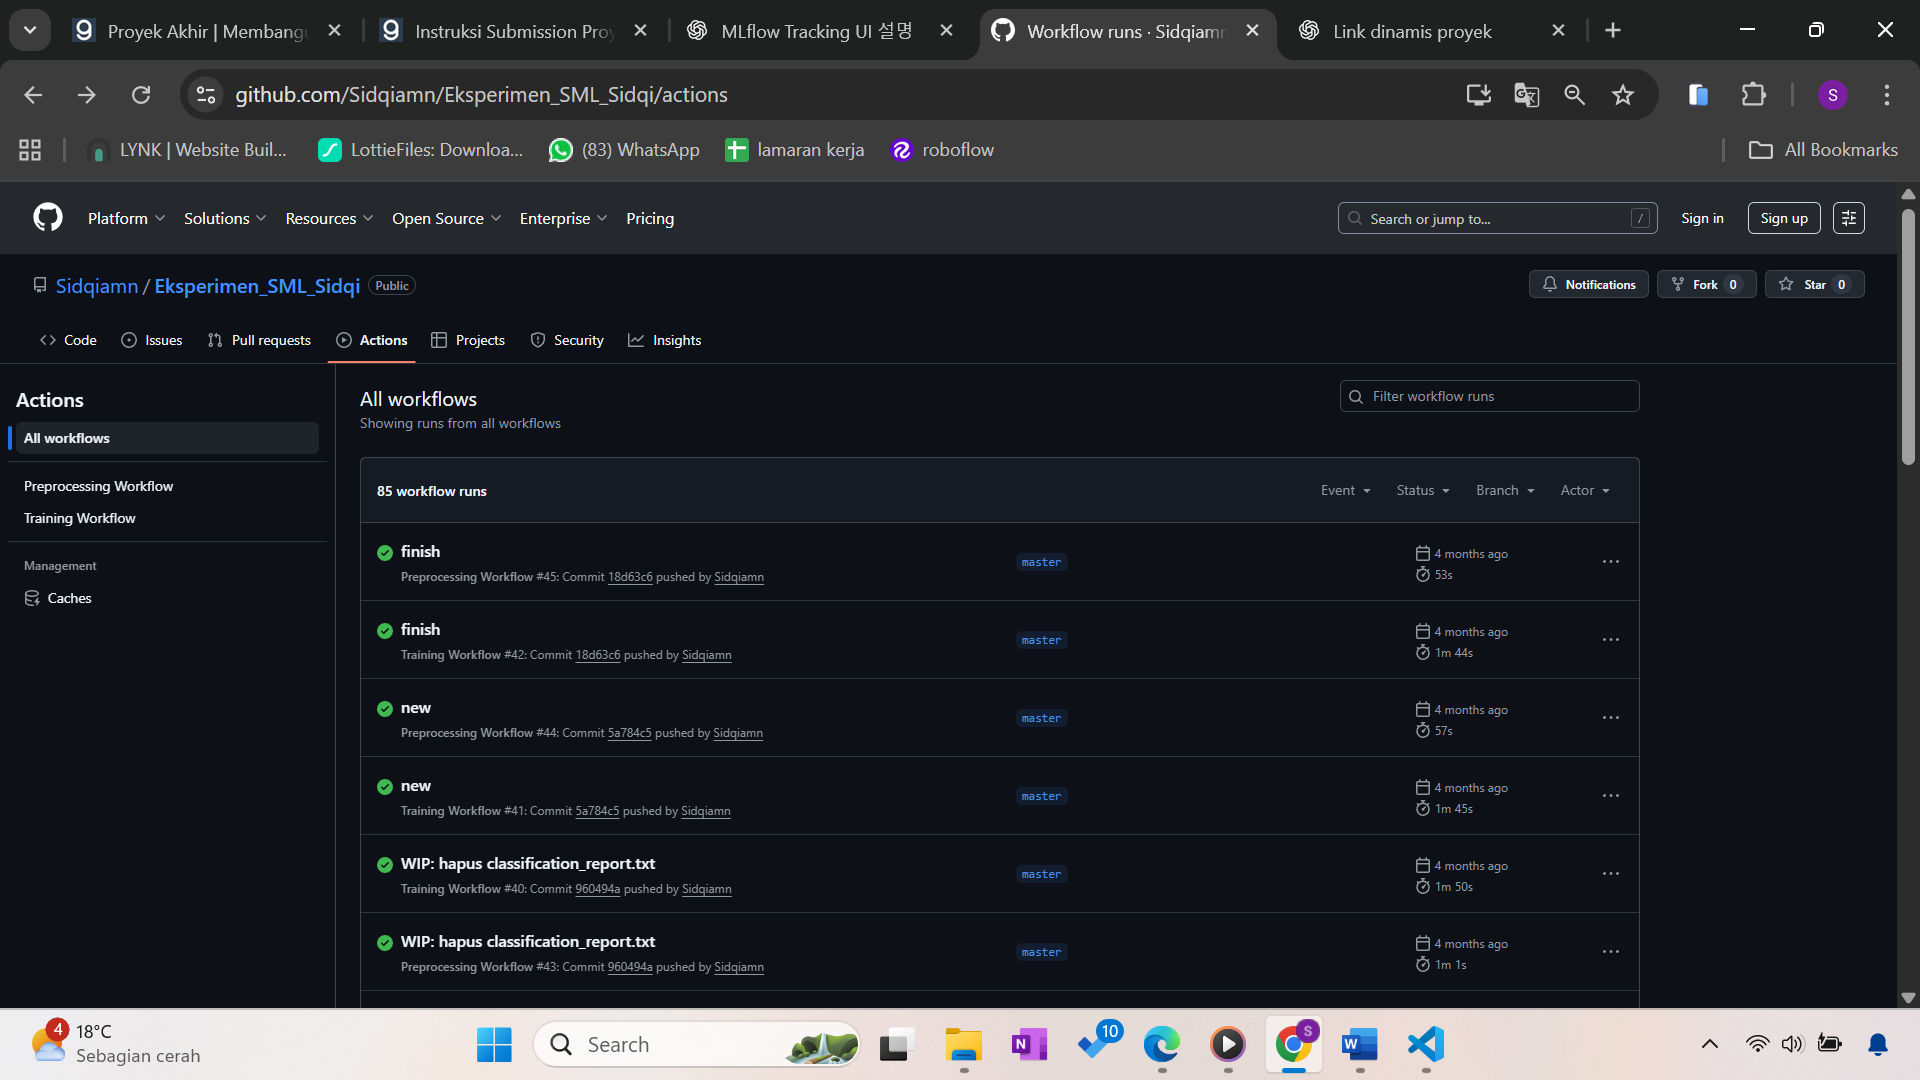 Proyek Akhir | Membangu
Instruksi Submission Proy
MLflow Tracking UI 설명
Workflow runs · Sidqiamn
Link dinamis proyek
github.com/Sidqiamn/Eksperimen_SML_Sidqi/actions
S
LYNK | Website Buil...
LottieFiles: Downloa...
(83) WhatsApp
lamaran kerja
roboflow
All Bookmarks
Platform
Solutions
Resources
Open Source
Enterprise
Pricing
Search or jump to...
/
Sign in
Sign up
Sidqiamn / Eksperimen_SML_Sidqi
Public
Notifications
Fork 0
Star 0
Code
Issues
Pull requests
Actions
Projects
Security
Insights
Actions
All workflows
Preprocessing Workflow
Training Workflow
Management
Caches
All workflows
Showing runs from all workflows
Filter workflow runs
85 workflow runs
Event
Status
Branch
Actor
finish
Preprocessing Workflow #45: Commit 18d63c6 pushed by Sidqiamn
master
4 months ago
53s
finish
Training Workflow #42: Commit 18d63c6 pushed by Sidqiamn
master
4 months ago
1m 44s
new
Preprocessing Workflow #44: Commit 5a784c5 pushed by Sidqiamn
master
4 months ago
57s
new
Training Workflow #41: Commit 5a784c5 pushed by Sidqiamn
master
4 months ago
1m 45s
WIP: hapus classification_report.txt
Training Workflow #40: Commit 960494a pushed by Sidqiamn
master
4 months ago
1m 50s
WIP: hapus classification_report.txt
Preprocessing Workflow #43: Commit 960494a pushed by Sidqiamn
master
4 months ago
1m 1s
4
18°C
Sebagian cerah
Search
N
10
S
W